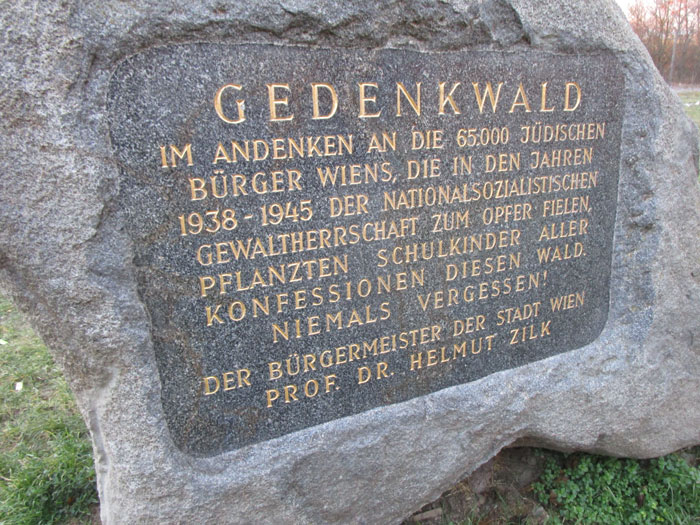 GEDENKWALD
IM ANDENKEN AN DIE 65.000 JÜDISCHEN
BÜRGER WIENS, DIE IN DEN JAHREN
1938-1945 DER NATIONALSOZIALISTISCHEN
GEWALTHERRSCHAFT ZUM OPFER FIELEN,
PFLANZTEN SCHULKINDER ALLER
KONFESSIONEN DIESEN WALD.
NIEMALS VERGESSEN!
DER BÜRGERMEISTER DER STADT WIEN
PROF. DR. HELMUT ZILK